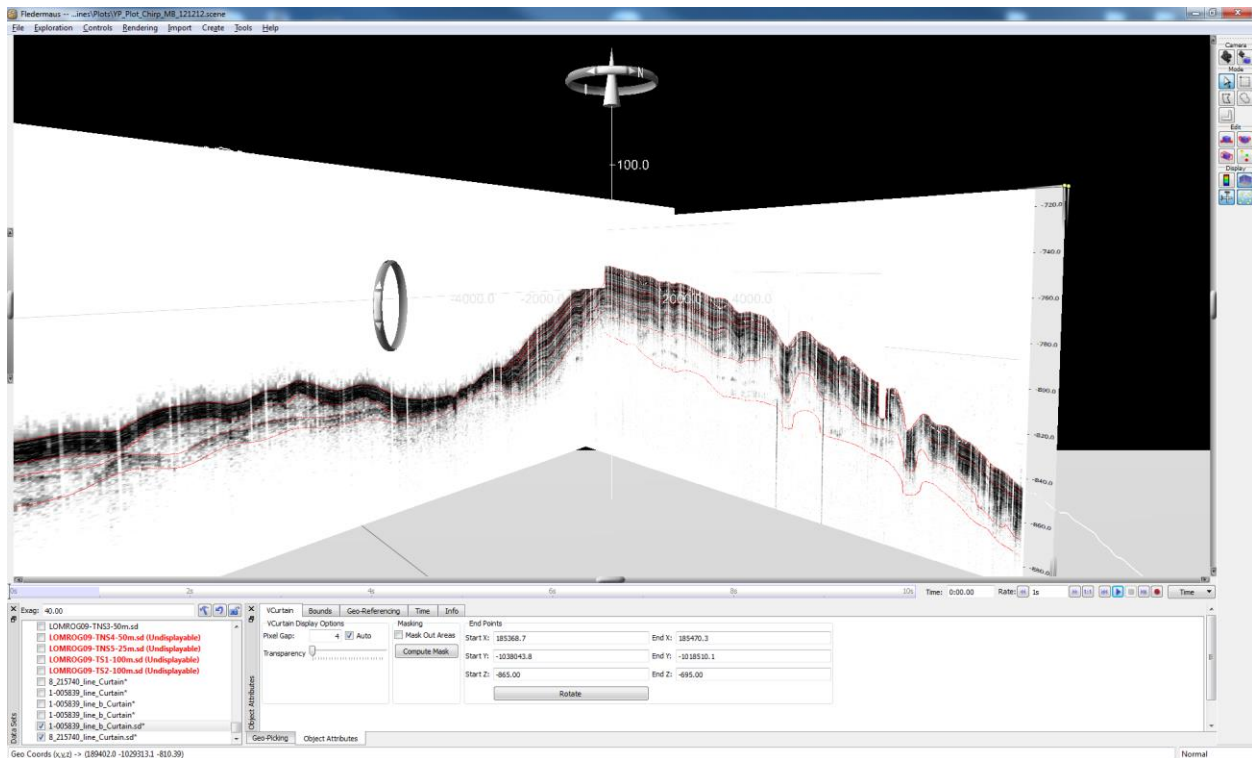 Fledermaus -- ...ines\Plots\YP_Plot_Chirp_MB_121212.scene
File Exploration Controls Rendering Import Create Tools Help
Camera
Mode
Edit
Display
N
100.0
-720.0
-740.0
-760.0
-780.0
-800.0
-820.0
-840.0
-860.0
-880.0
-4000.0 -2000.0 2000.0 4000.0
0s 2s 4s 6s 8s 10s Time: 0:00.00 Rate: 1s Time
Exag: 40.00
LOMROG09-TNS3-50m.sd
LOMROG09-TNS4-50m.sd (Undisplayable)
LOMROG09-TNS5-25m.sd (Undisplayable)
LOMROG09-TS1-100m.sd (Undisplayable)
LOMROG09-TS2-100m.sd (Undisplayable)
8_215740_line_Curtain*
1-005839_line_Curtain*
1-005839_line_b_Curtain*
1-005839_line_b_Curtain*
1-005839_line_b_Curtain.sd*
8_215740_line_Curtain.sd*
Data Sets
Object Attributes
VCurtain Bounds Geo-Referencing Time Info
VCurtain Display Options Masking End Points
Pixel Gap: 4 Auto Mask Out Areas Start X: 185368.7 End X: 185470.3
Transparency Compute Mask Start Y: -1038043.8 End Y: -1018510.1
Start Z: -865.00 End Z: -695.00
Rotate
Geo-Picking Object Attributes
Geo Coords (x,y,z) -> (189402.0 -1029313.1 -810.39) Normal